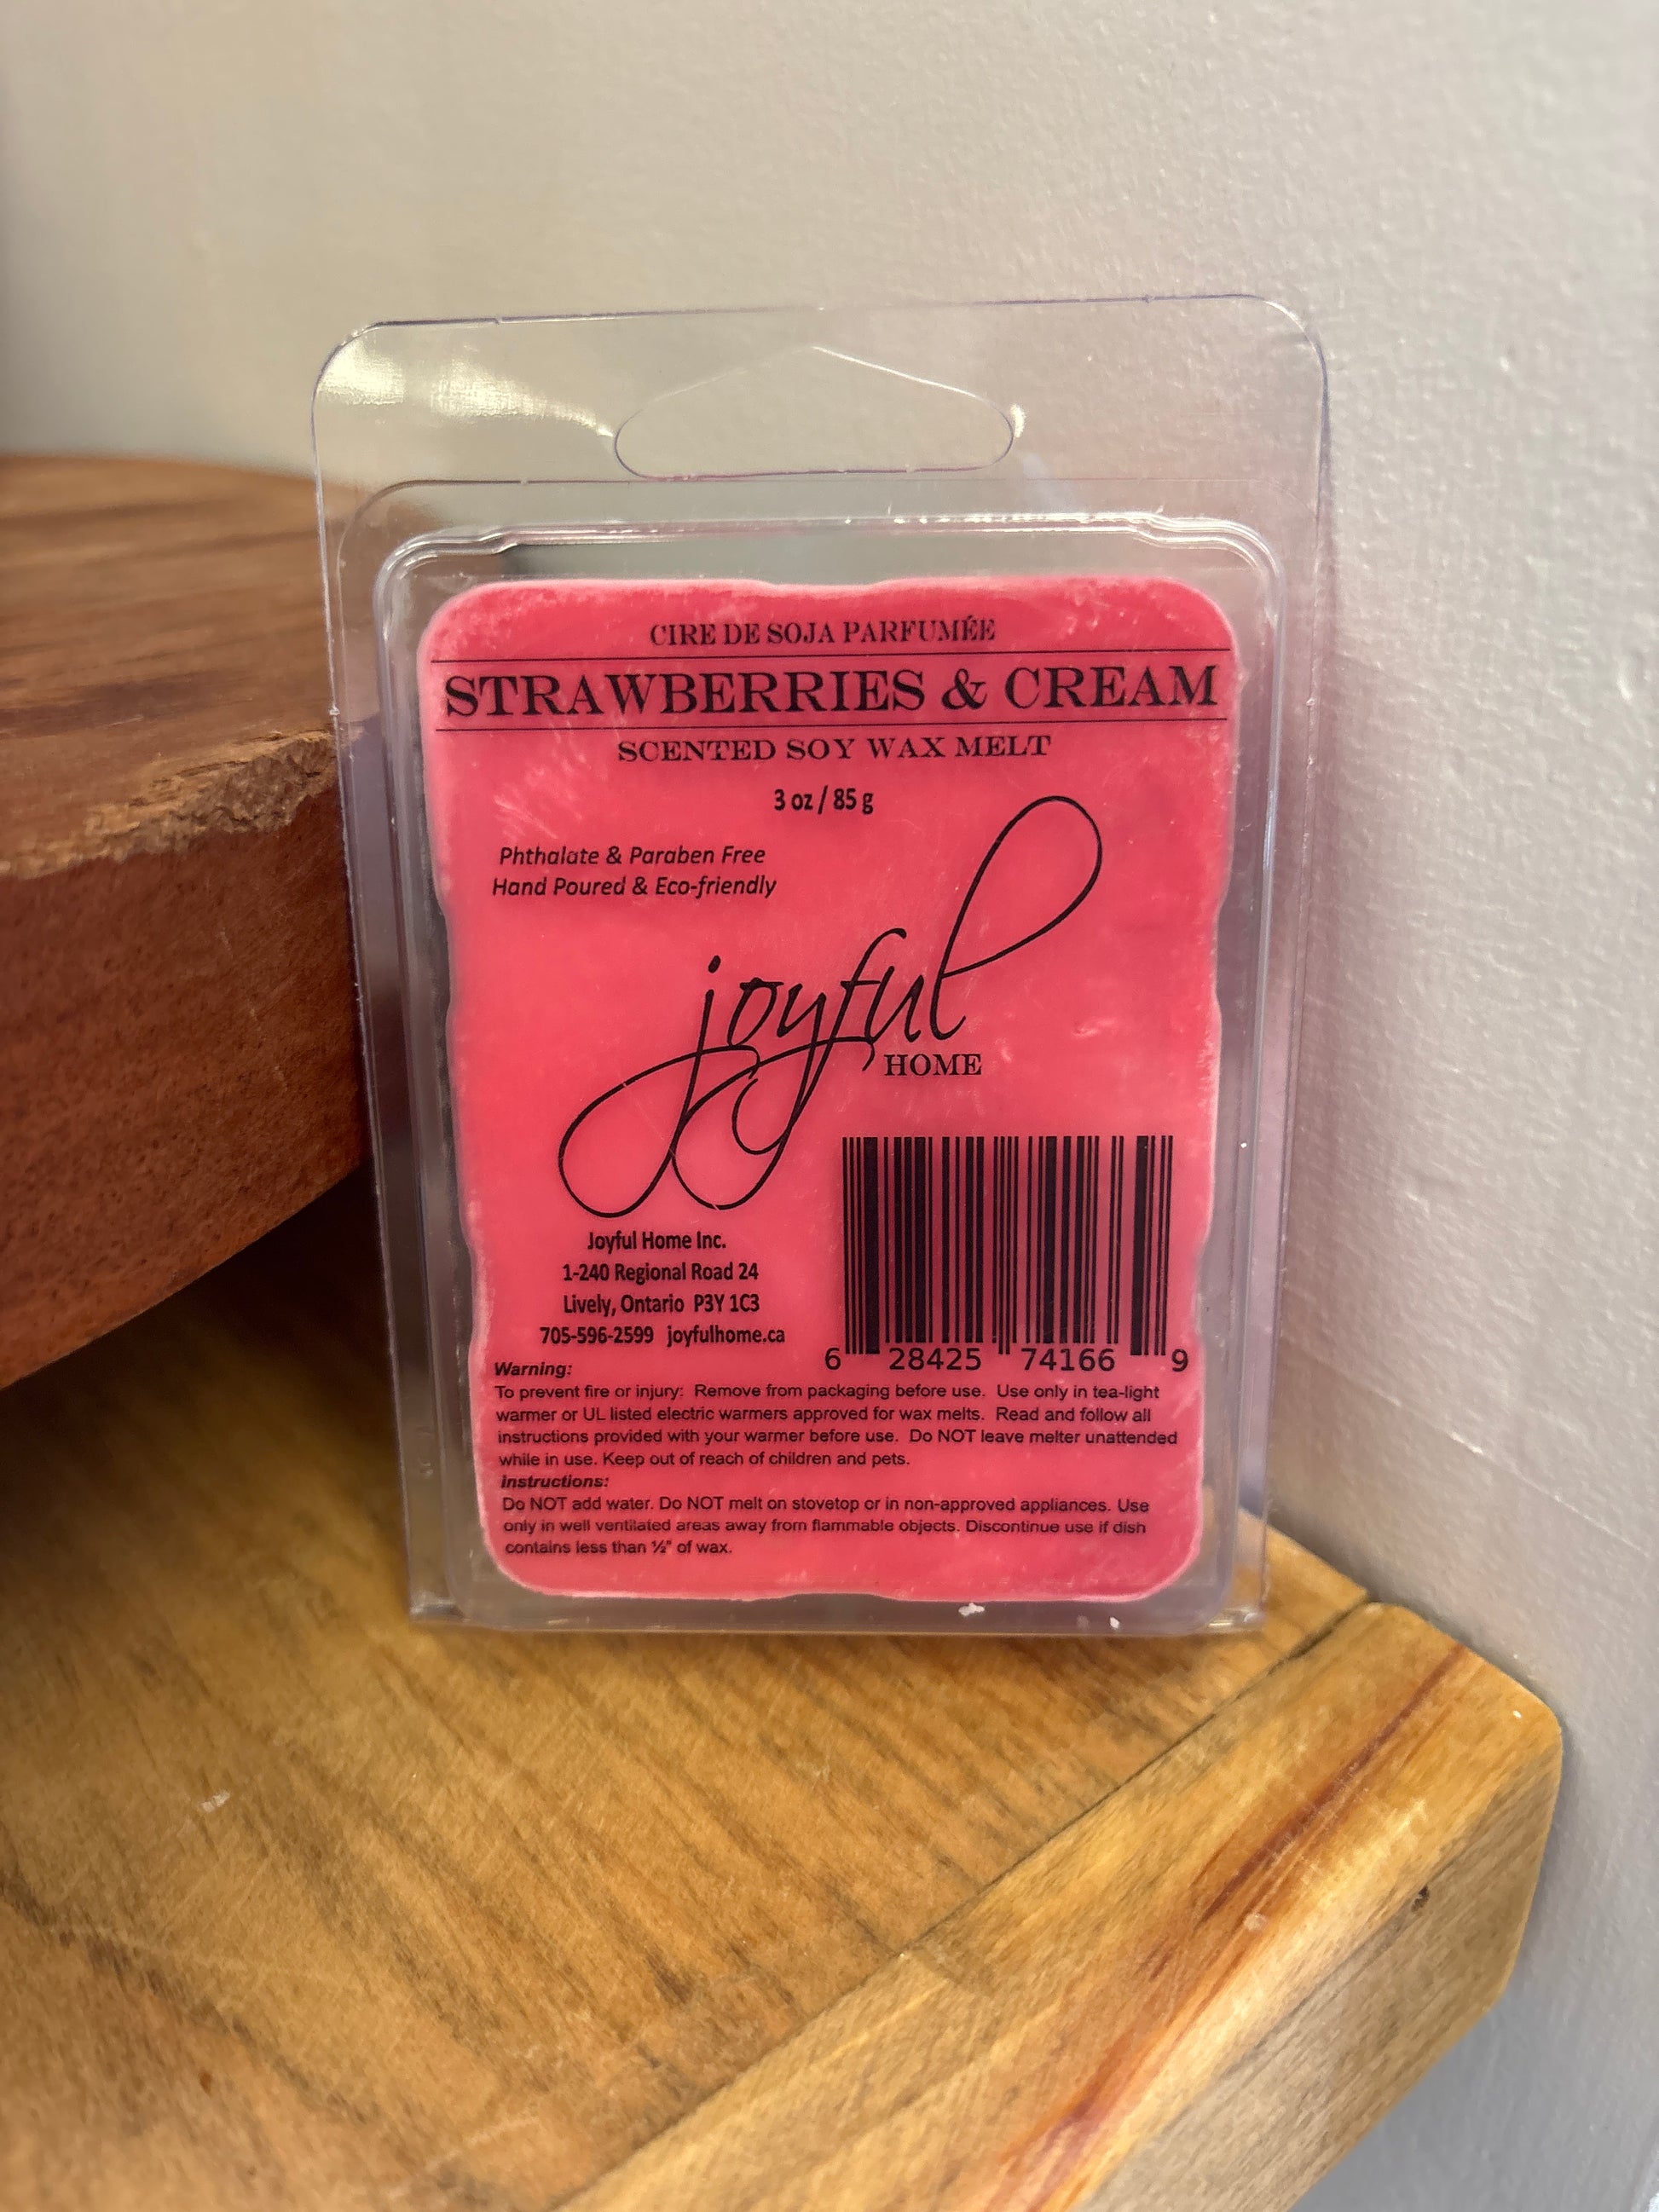 CIRE DE SOJA PARFUMÉE
STRAWBERRIES & CREAM
SCENTED SOY WAX MELT
3 oz / 85 g
Phthalate & Paraben Free
Hand Poured & Eco-friendly
joyful
HOME
Joyful Home Inc.
1-240 Regional Road 24
Lively, Ontario P3Y 1C3
705-596-2599 joyfulhome.ca
6 28425 74166 9
Warning:
To prevent fire or injury: Remove from packaging before use. Use only in tea-light
warmer or UL listed electric warmers approved for wax melts. Read and follow all
instructions provided with your warmer before use. Do NOT leave melter unattended
while in use. Keep out of reach of children and pets.
Instructions:
Do NOT add water. Do NOT melt on stovetop or in non-approved appliances. Use
only in well ventilated areas away from flammable objects. Discontinue use if dish
contains less than ½" of wax.